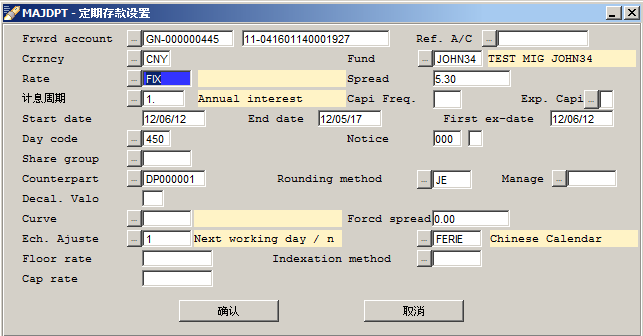 MAJDPT - 定期存款设置
Frwrd account ... GN-000000445 11-041601140001927 Ref. A/C ...
Crrncy ... CNY Fund ... JOHN34 TEST MIG JOHN34
Rate ... FIX Spread 5.30
计息周期 ... 1. Annual interest Capi Freq. Exp. Capi ...
Start date 12/06/12 End date 12/05/17 First ex-date 12/06/12
Day code ... 450 Notice 000
Share group ...
Counterpart ... DP000001 Rounding method ... JE Manage ...
Decal. Valo
Curve ... Forcd spread 0.00
Ech. Ajuste ... 1 Next working day / n ... FERIE Chinese Calendar
Floor rate Indexation method ...
Cap rate
确认 取消